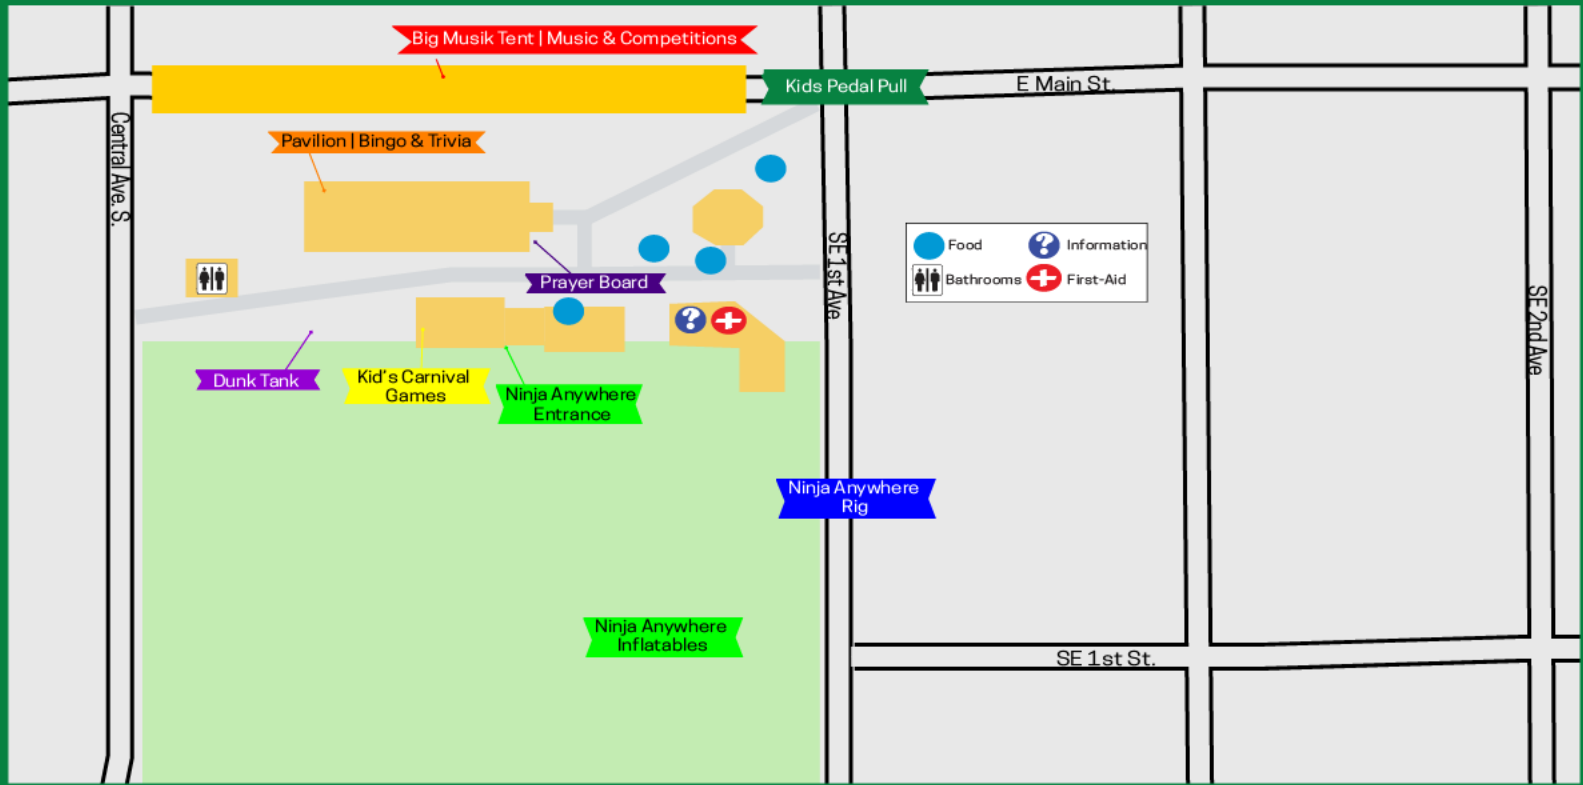 Big Musik Tent | Music & Competitions
Kids Pedal Pull
E Main St.
Central Ave. S.
Pavilion | Bingo & Trivia
SE 1st Ave
Food
Information
Bathrooms
First-Aid
Prayer Board
SE 2nd Ave
Dunk Tank
Kid's Carnival
Games
Ninja Anywhere
Entrance
Ninja Anywhere
Rig
Ninja Anywhere
Inflatables
SE 1st St.